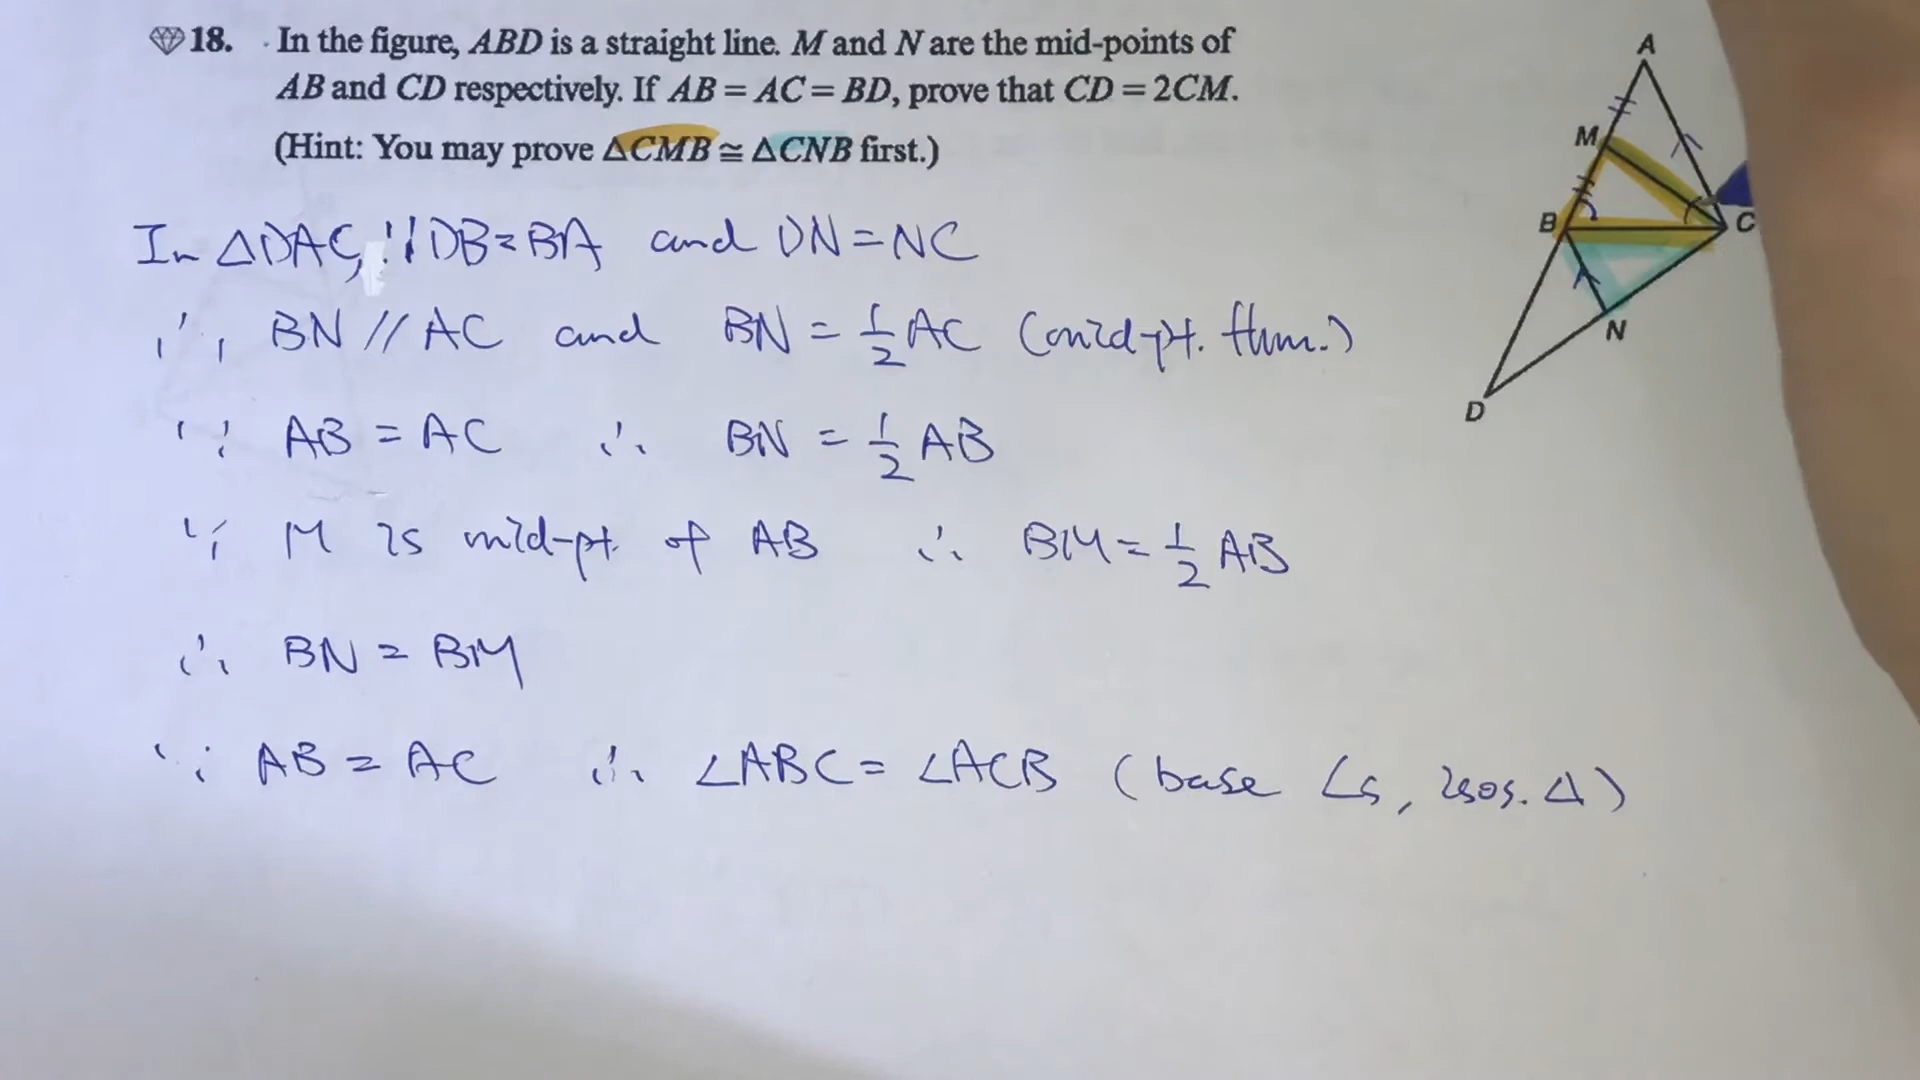 18. In the figure, ABD is a straight line. M and N are the mid-points of
AB and CD respectively. If AB = AC = BD, prove that CD = 2CM.
(Hint: You may prove △CMB ≅ △CNB first.)
A
M
B
C
N
D
In △DAC, ∵ DB = BA and DN = NC
∴ BN // AC and BN = 1/2 AC (mid-pt. thm.)
∵ AB = AC ∴ BN = 1/2 AB
∵ M is mid-pt. of AB ∴ BM = 1/2 AB
∴ BN = BM
∵ AB = AC ∴ ∠ABC = ∠ACB (base ∠s, isos. △)